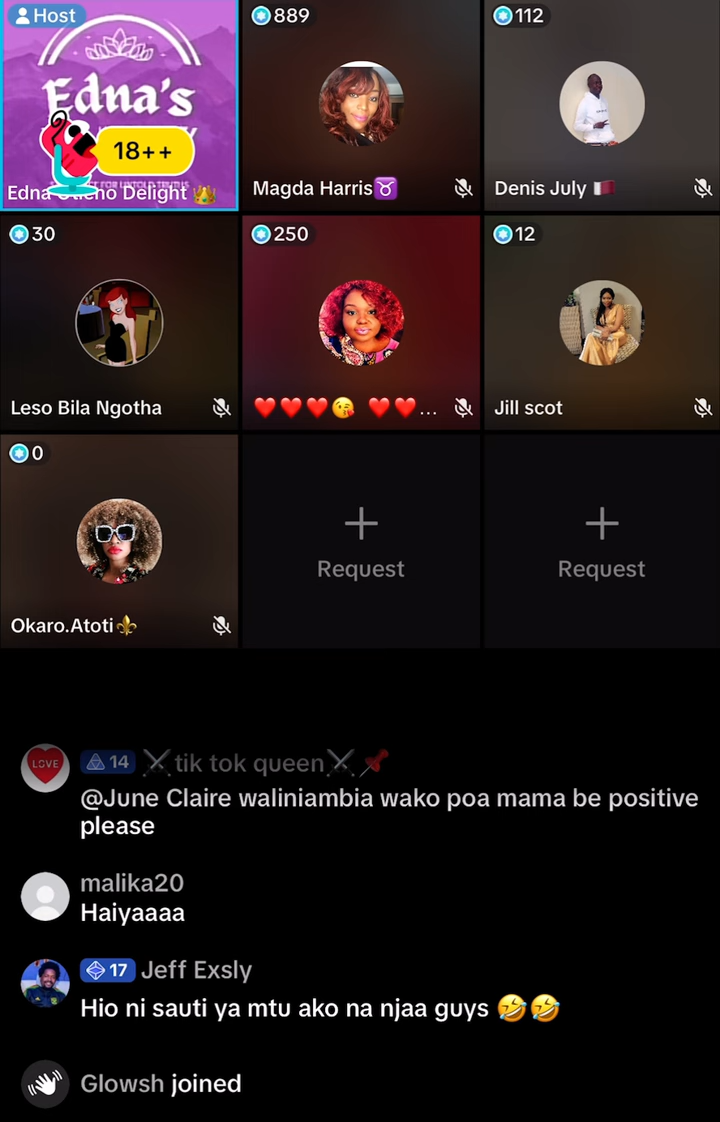 Host
Edna's
18++
Edna Otieno Delight 👑
889
Magda Harris♉
112
Denis July 🇶🇦
30
Leso Bila Ngotha
250
❤️❤️❤️😘 ❤️❤️...
12
Jill scot
0
Okaro.Atoti⚜️
+
Request
+
Request
LOVE
14 ⚔️tik tok queen⚔️📌
@June Claire waliniambia wako poa mama be positive
please
malika20
Haiyaaaa
17 Jeff Exsly
Hio ni sauti ya mtu ako na njaa guys 🤣🤣
Glowsh joined